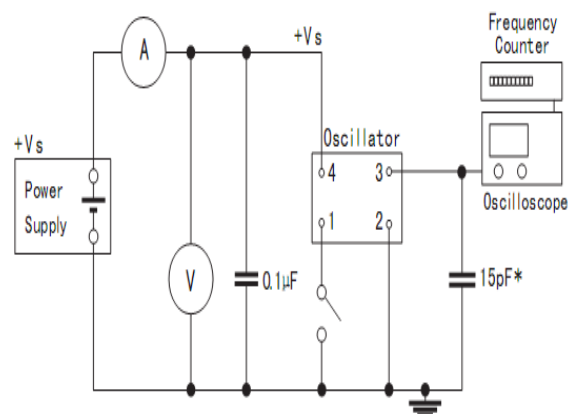 Frequency
Counter
+Vs
A
Oscillator
+Vs
4
3
Oscilloscope
Power
Supply
1
2
V
0.1μF
15pF*